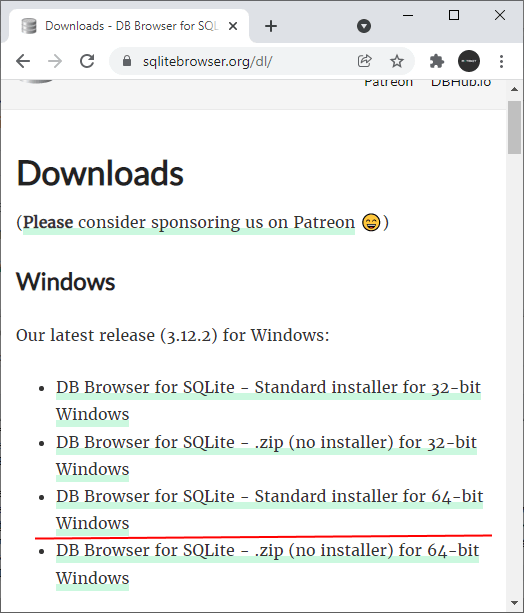 Downloads - DB Browser for SQL
sqlitebrowser.org/dl/
Patreon DBHub.io
Downloads
(Please consider sponsoring us on Patreon 😄)
Windows
Our latest release (3.12.2) for Windows:
• DB Browser for SQLite - Standard installer for 32-bit
Windows
• DB Browser for SQLite - .zip (no installer) for 32-bit
Windows
• DB Browser for SQLite - Standard installer for 64-bit
Windows
• DB Browser for SQLite - .zip (no installer) for 64-bit
Windows